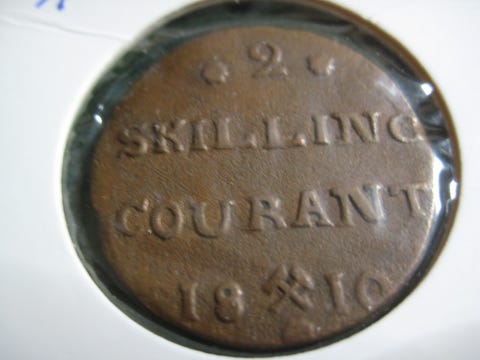 * 2 *
SKILLING
COURANT
18 ⚒ 10